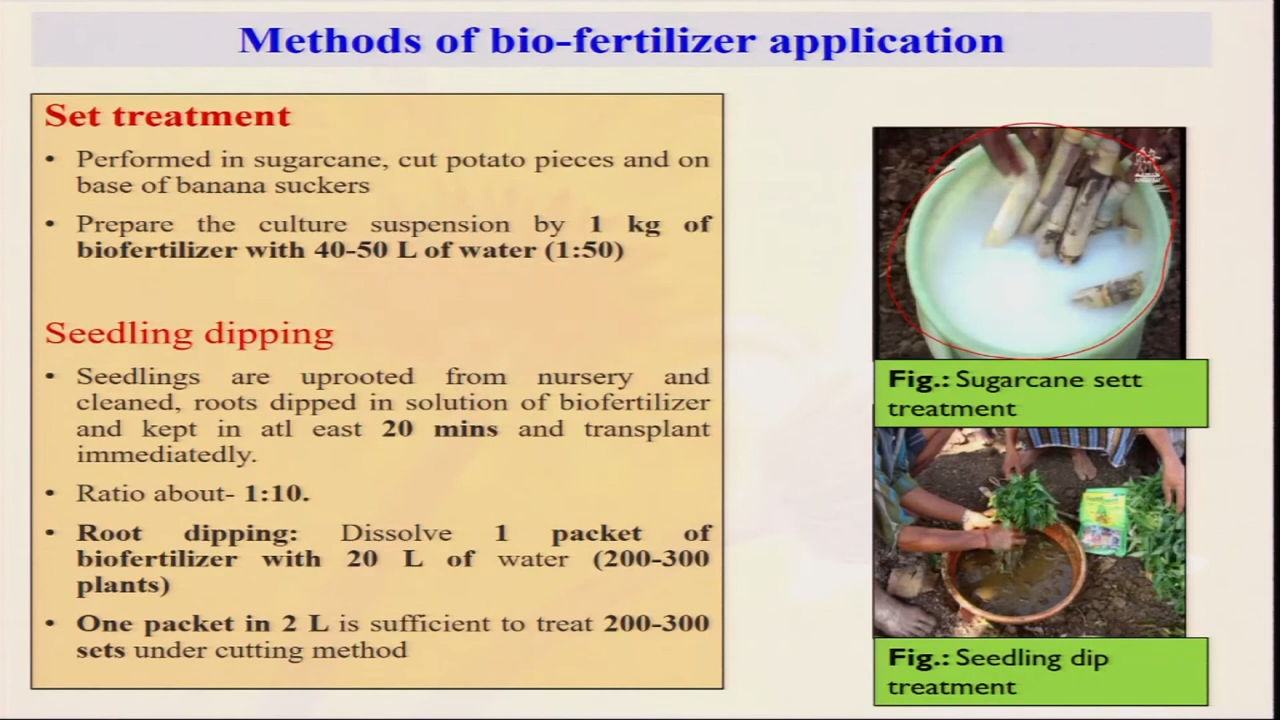 Methods of bio-fertilizer application
Set treatment
• Performed in sugarcane, cut potato pieces and on
base of banana suckers
• Prepare the culture suspension by 1 kg of
biofertilizer with 40-50 L of water (1:50)
Seedling dipping
• Seedlings are uprooted from nursery and
cleaned, roots dipped in solution of biofertilizer
and kept in atl east 20 mins and transplant
immediatedly.
• Ratio about- 1:10.
• Root dipping: Dissolve 1 packet of
biofertilizer with 20 L of water (200-300
plants)
• One packet in 2 L is sufficient to treat 200-300
sets under cutting method
Fig.: Sugarcane sett
treatment
Fig.: Seedling dip
treatment